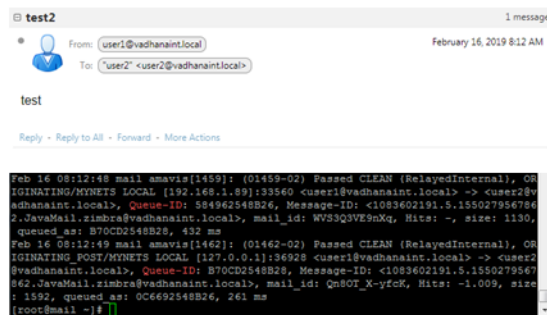 test2
1 message
From: user1@vadhanaint.local
February 16, 2019 8:12 AM
To: "user2" <user2@vadhanaint.local>
test
Reply - Reply to All - Forward - More Actions
Feb 16 08:12:48 mail amavis[1459]: (01459-02) Passed CLEAN {RelayedInternal}, OR
IGINATING/MYNETS LOCAL [192.168.1.89]:33560 <user1@vadhanaint.local> -> <user2@v
adhanaint.local>, Queue-ID: 584962548B26, Message-ID: <1083602191.5.155027956786
2.JavaMail.zimbra@vadhanaint.local>, mail_id: WVS3Q3VE9nXq, Hits: -, size: 1130,
queued_as: B70CD2548B28, 432 ms
Feb 16 08:12:49 mail amavis[1462]: (01462-02) Passed CLEAN {RelayedInternal}, OR
IGINATING_POST/MYNETS LOCAL [127.0.0.1]:36928 <user1@vadhanaint.local> -> <user2
@vadhanaint.local>, Queue-ID: B70CD2548B28, Message-ID: <1083602191.5.1550279567
862.JavaMail.zimbra@vadhanaint.local>, mail_id: Qn8OT_X-yfcK, Hits: -1.009, size
: 1592, queued_as: 0C6692548B26, 261 ms
[root@mail ~]#